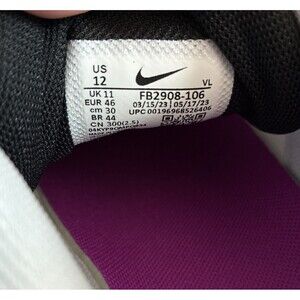 US
12
VL
UK 11
EUR 46
cm 30
BR 44
CN 300(2.5)
FB2908-106
03/15/23 | 05/17/23
UPC 00196968526406